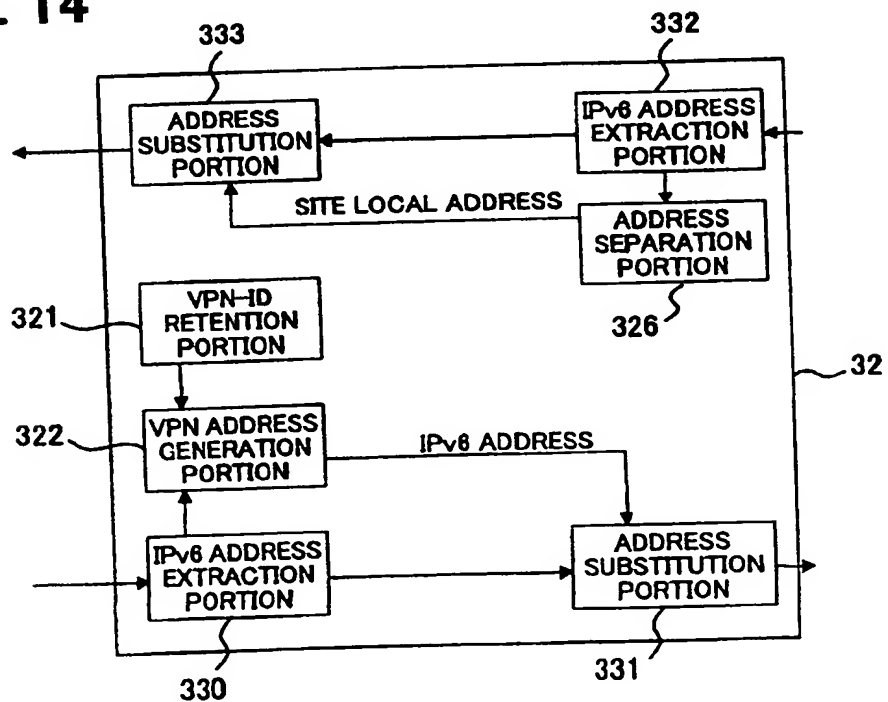 14
333
332
ADDRESS
SUBSTITUTION
PORTION
IPv6 ADDRESS
EXTRACTION
PORTION
SITE LOCAL ADDRESS
ADDRESS
SEPARATION
PORTION
326
321
VPN-ID
RETENTION
PORTION
32
322
VPN ADDRESS
GENERATION
PORTION
IPv6 ADDRESS
IPv6 ADDRESS
EXTRACTION
PORTION
ADDRESS
SUBSTITUTION
PORTION
330
331